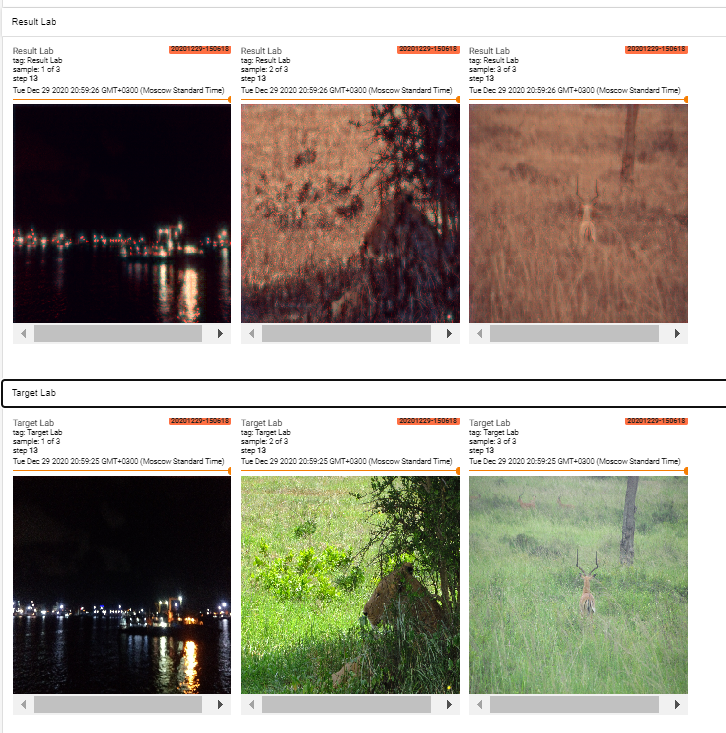 Result Lab
Result Lab
20201229-150618
tag: Result Lab
sample: 1 of 3
step 13
Tue Dec 29 2020 20:59:26 GMT+0300 (Moscow Standard Time)
Result Lab
20201229-150618
tag: Result Lab
sample: 2 of 3
step 13
Tue Dec 29 2020 20:59:26 GMT+0300 (Moscow Standard Time)
Result Lab
20201229-150618
tag: Result Lab
sample: 3 of 3
step 13
Tue Dec 29 2020 20:59:26 GMT+0300 (Moscow Standard Time)
Target Lab
Target Lab
20201229-150618
tag: Target Lab
sample: 1 of 3
step 13
Tue Dec 29 2020 20:59:25 GMT+0300 (Moscow Standard Time)
Target Lab
20201229-150618
tag: Target Lab
sample: 2 of 3
step 13
Tue Dec 29 2020 20:59:25 GMT+0300 (Moscow Standard Time)
Target Lab
20201229-150618
tag: Target Lab
sample: 3 of 3
step 13
Tue Dec 29 2020 20:59:25 GMT+0300 (Moscow Standard Time)